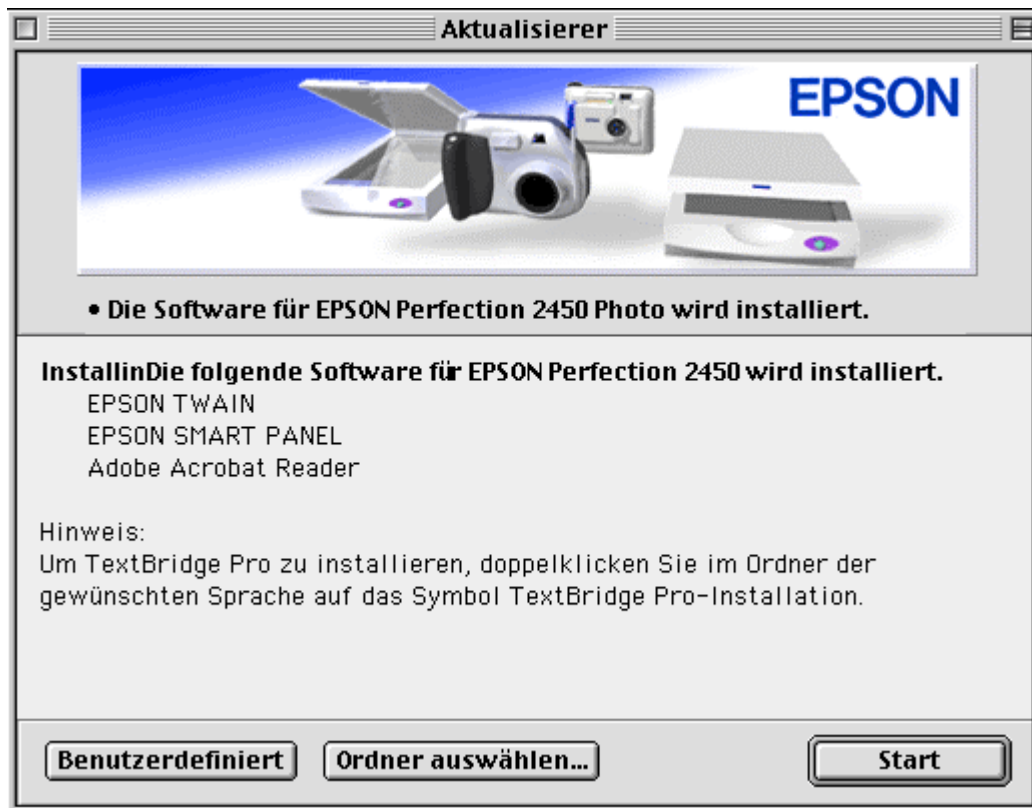 Aktualisierer
EPSON
• Die Software für EPSON Perfection 2450 Photo wird installiert.
InstallinDie folgende Software für EPSON Perfection 2450 wird installiert.
EPSON TWAIN
EPSON SMART PANEL
Adobe Acrobat Reader
Hinweis:
Um TextBridge Pro zu installieren, doppelklicken Sie im Ordner der
gewünschten Sprache auf das Symbol TextBridge Pro-Installation.
Benutzerdefiniert
Ordner auswählen...
Start